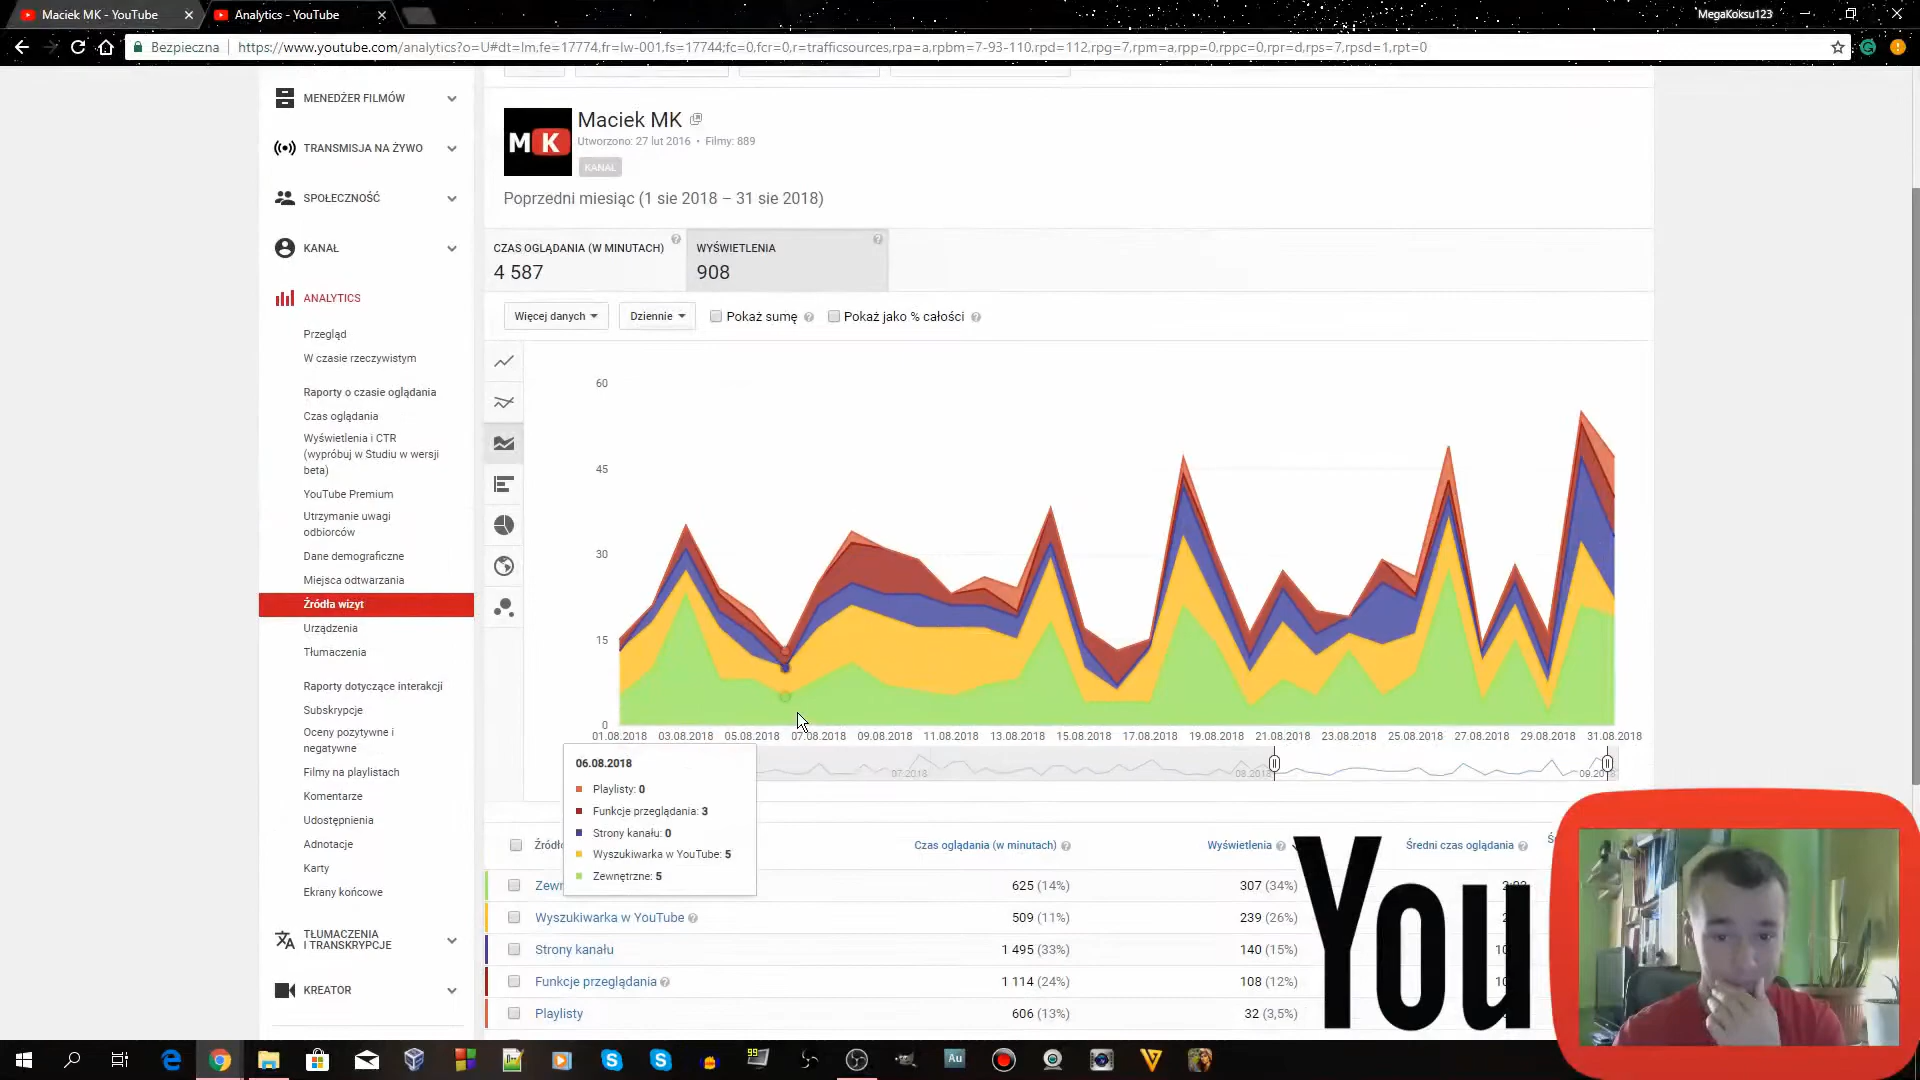 Maciek MK - YouTube
Analytics - YouTube
MegaKoksu123
Bezpieczna
https://www.youtube.com/analytics?o=U#dt=lm,fe=17774,fr=lw-001,fs=17744;fc=0,fcr=0,r=trafficsources,rpa=a,rpbm=7-93-110,rpd=112,rpg=7,rpm=a,rpp=0,rppc=0,rpr=d,rps=7,rpsd=1,rpt=0
MENEDŻER FILMÓW
TRANSMISJA NA ŻYWO
SPOŁECZNOŚĆ
KANAŁ
ANALYTICS
Przegląd
W czasie rzeczywistym
Raporty o czasie oglądania
Czas oglądania
Wyświetlenia i CTR
(wypróbuj w Studiu w wersji
beta)
YouTube Premium
Utrzymanie uwagi
odbiorców
Dane demograficzne
Miejsca odtwarzania
Źródła wizyt
Urządzenia
Tłumaczenia
Raporty dotyczące interakcji
Subskrypcje
Oceny pozytywne i
negatywne
Filmy na playlistach
Komentarze
Udostępnienia
Adnotacje
Karty
Ekrany końcowe
TŁUMACZENIA
I TRANSKRYPCJE
KREATOR
MK
Maciek MK
Utworzono: 27 lut 2016 • Filmy: 889
KANAŁ
Poprzedni miesiąc (1 sie 2018 – 31 sie 2018)
CZAS OGLĄDANIA (W MINUTACH)
4 587
WYŚWIETLENIA
908
Więcej danych
Dziennie
Pokaż sumę
Pokaż jako % całości
60
45
30
15
0
01.08.2018 03.08.2018 05.08.2018 07.08.2018 09.08.2018 11.08.2018 13.08.2018 15.08.2018 17.08.2018 19.08.2018 21.08.2018 23.08.2018 25.08.2018 27.08.2018 29.08.2018 31.08.2018
07.2018
08.2018
09.2018
06.08.2018
Playlisty: 0
Funkcje przeglądania: 3
Strony kanału: 0
Wyszukiwarka w YouTube: 5
Zewnętrzne: 5
Czas oglądania (w minutach)
Wyświetlenia
Średni czas oglądania
625 (14%) 307 (34%)
Wyszukiwarka w YouTube 509 (11%) 239 (26%)
Strony kanału 1 495 (33%) 140 (15%)
Funkcje przeglądania 1 114 (24%) 108 (12%)
Playlisty 606 (13%) 32 (3,5%)
You
99
Au